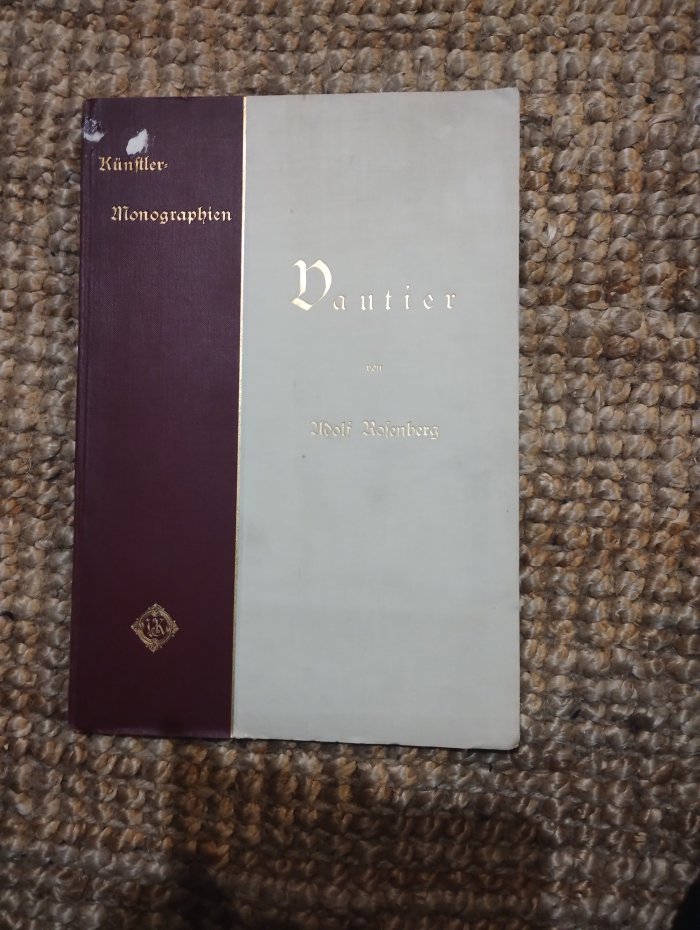 Künstler-
Monographien
Vautier
von
Adolf Rosenberg